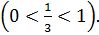 (0 < 1/3 < 1).